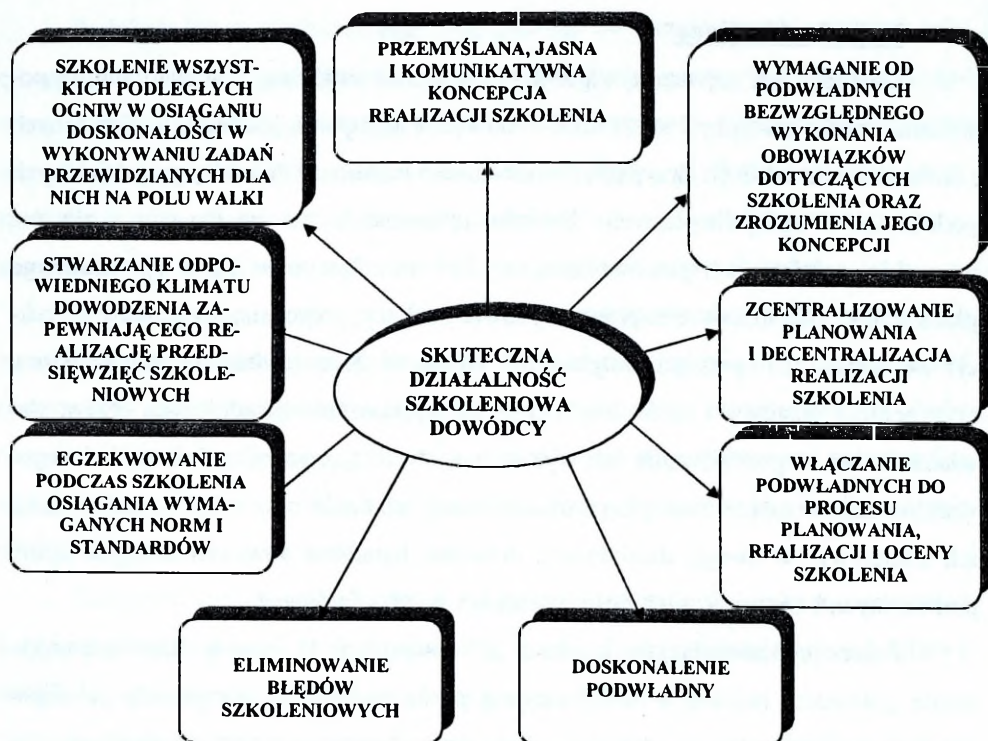 SZKOLENIE WSZYST-
KICH PODLEGŁYCH
OGNIW W OSIĄGANIU
DOSKONAŁOŚCI W
WYKONYWANIU ZADAŃ
PRZEWIDZIANYCH DLA
NICH NA POLU WALKI
PRZEMYŚLANA, JASNA
I KOMUNIKATYWNA
KONCEPCJA
REALIZACJI SZKOLENIA
WYMAGANIE OD
PODWŁADNYCH
BEZWZGLĘDNEGO
WYKONANIA
OBOWIĄZKÓW
DOTYCZĄCYCH
SZKOLENIA ORAZ
ZROZUMIENIA JEGO
KONCEPCJI
STWARZANIE ODPO-
WIEDNIEGO KLIMATU
DOWODZENIA ZA-
PEWNIAJĄCEGO RE-
ALIZACJĘ PRZED-
SIĘWZIĘĆ SZKOLE-
NIOWYCH
SKUTECZNA
DZIAŁALNOŚĆ
SZKOLENIOWA
DOWÓDCY
ZCENTRALIZOWANIE
PLANOWANIA
I DECENTRALIZACJA
REALIZACJI
SZKOLENIA
EGZEKWOWANIE
PODCZAS SZKOLENIA
OSIĄGANIA WYMA-
GANYCH NORM I
STANDARDÓW
WŁĄCZANIE
PODWŁADNYCH DO
PROCESU
PLANOWANIA,
REALIZACJI I OCENY
SZKOLENIA
ELIMINOWANIE
BŁĘDÓW
SZKOLENIOWYCH
DOSKONALENIE
PODWŁADNY